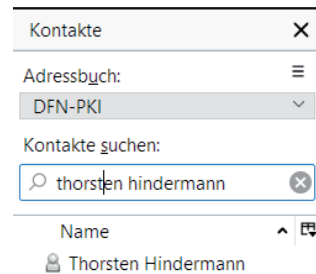 Kontakte
Adressbuch:
DFN-PKI
Kontakte suchen:
thorsten hindermann
Name
Thorsten Hindermann